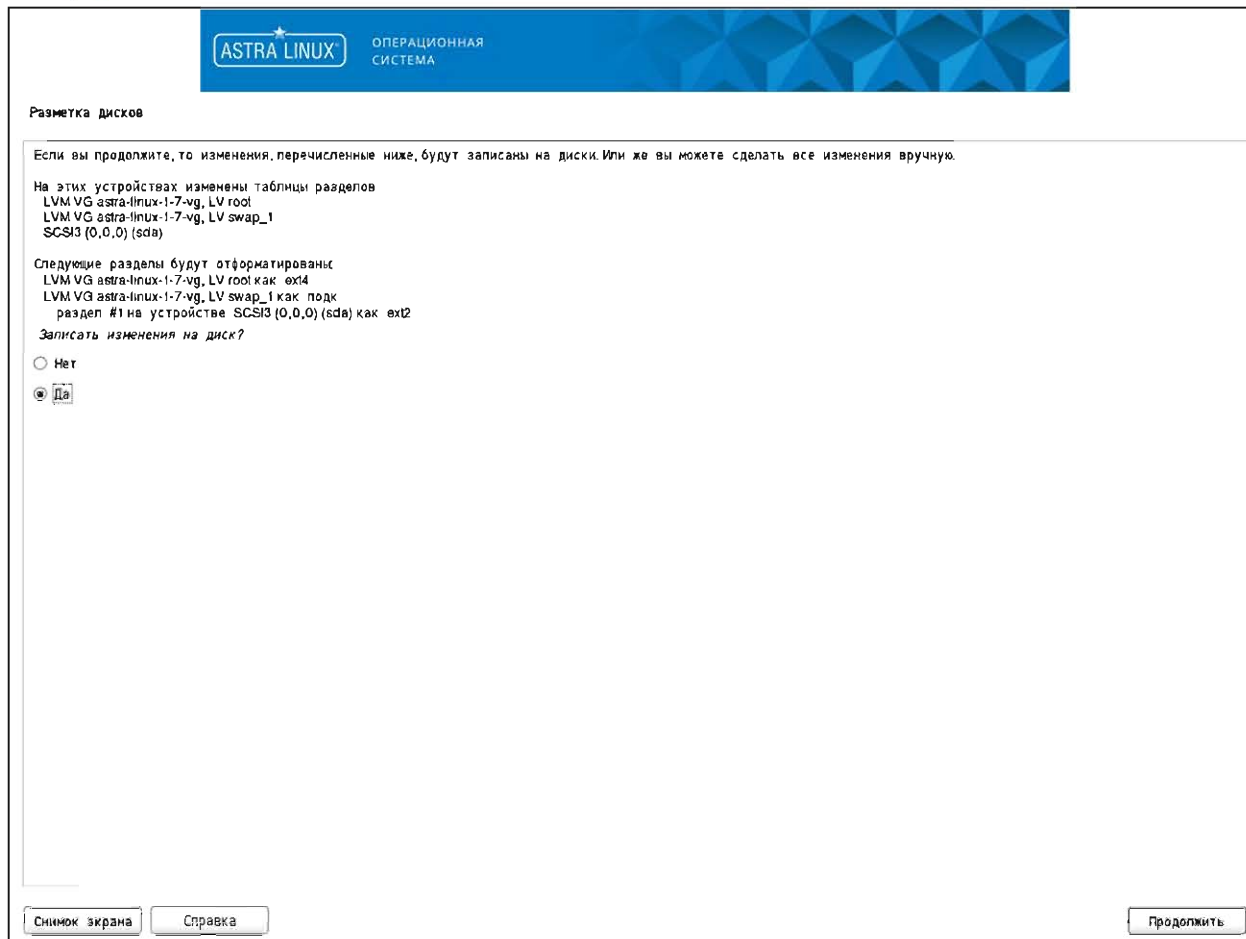 ASTRA LINUX
ОПЕРАЦИОННАЯ
СИСТЕМА
Разметка дисков
Если вы продолжите, то изменения, перечисленные ниже, будут записаны на диски. Или же вы можете сделать все изменения вручную.
На этих устройствах изменены таблицы разделов
LVM VG astra-linux-1-7-vg, LV root
LVM VG astra-linux-1-7-vg, LV swap_1
SCSI3 (0,0,0) (sda)
Следующие разделы будут отформатированы:
LVM VG astra-linux-1-7-vg, LV root как ext4
LVM VG astra-linux-1-7-vg, LV swap_1 как подк
раздел #1 на устройстве SCSI3 (0,0,0) (sda) как ext2
Записать изменения на диск?
Нет
Да
Снимок экрана
Справка
Продолжить